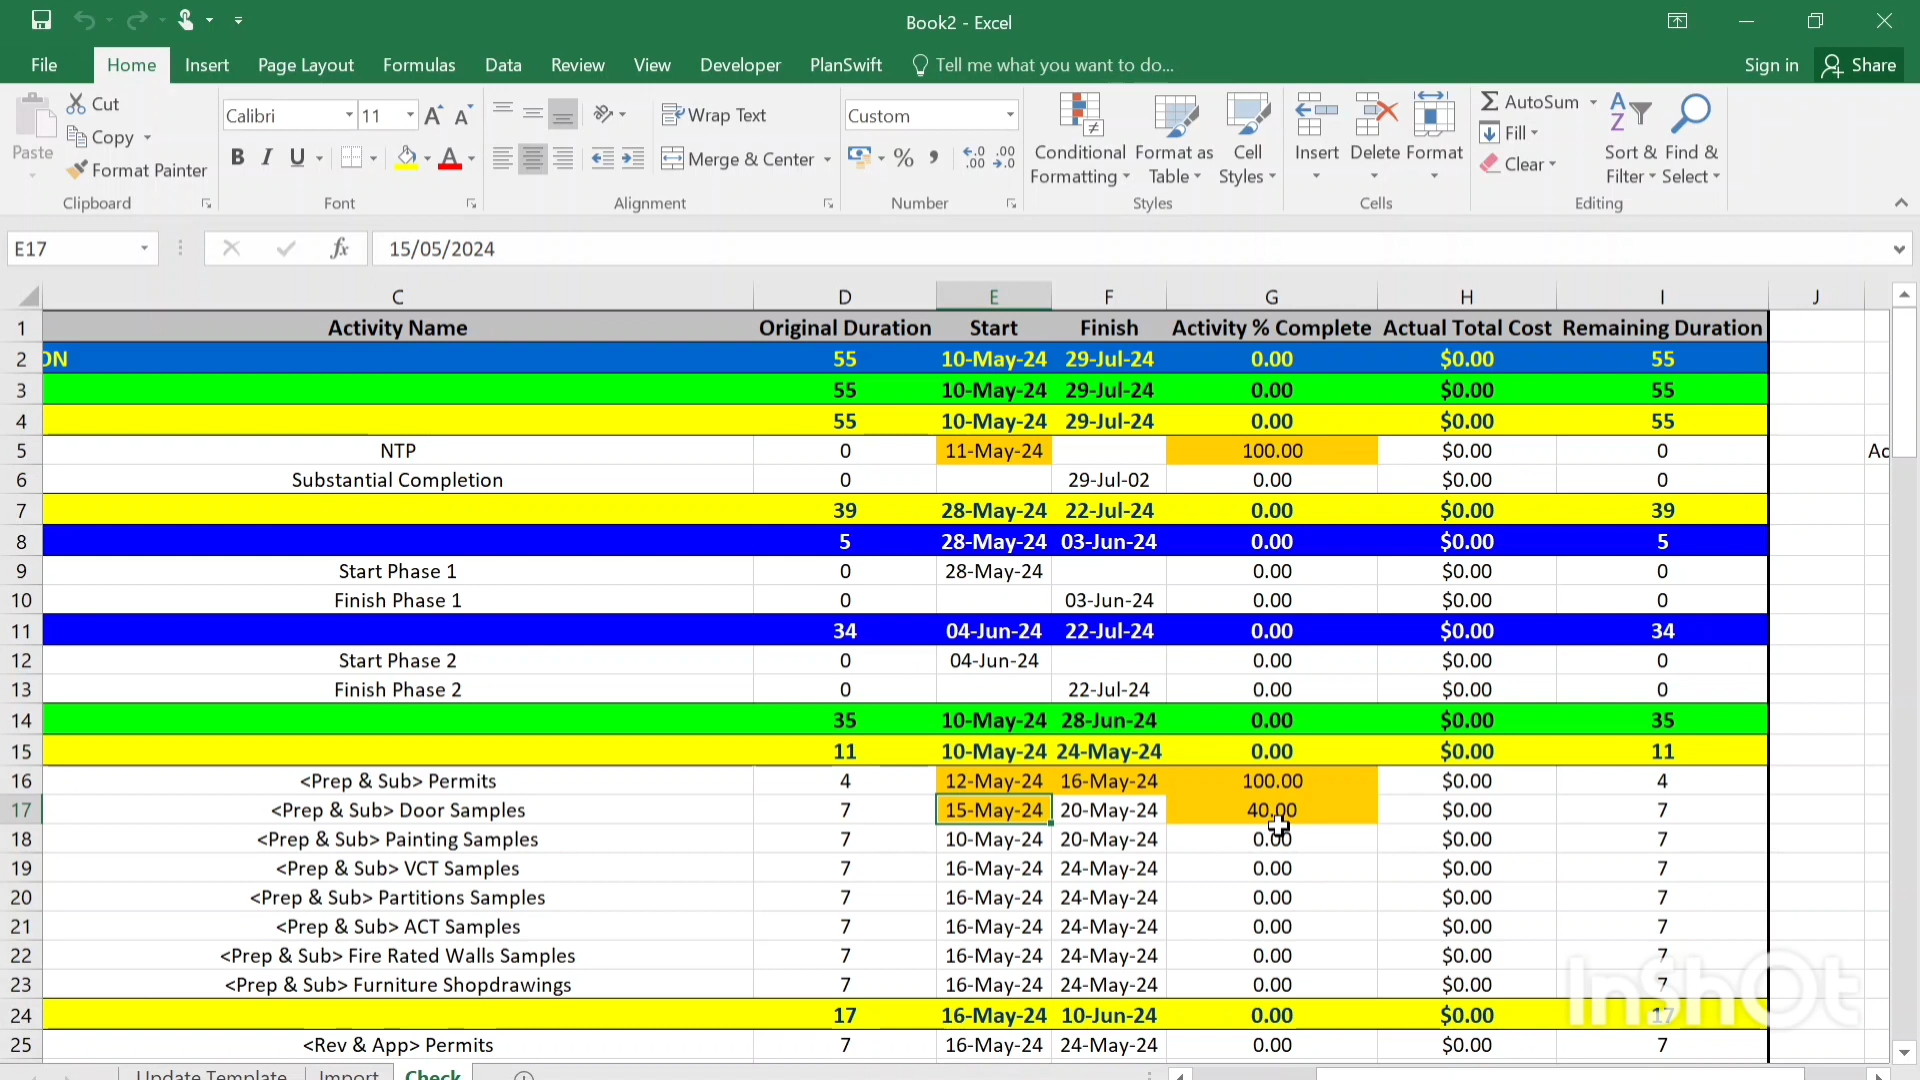 Book2 - Excel
File Home Insert Page Layout Formulas Data Review View Developer PlanSwift Tell me what you want to do... Sign in Share
Paste Cut Copy Format Painter Clipboard
Calibri 11 B I U Font
Wrap Text Merge & Center Alignment
Custom % Number
Conditional Formatting Format as Table Cell Styles Styles
Insert Delete Format Cells
AutoSum Fill Clear Sort & Filter Find & Select Editing
E17 fx 15/05/2024
C D E F G H I J
1 Activity Name Original Duration Start Finish Activity % Complete Actual Total Cost Remaining Duration
2 ON 55 10-May-24 29-Jul-24 0.00 $0.00 55
3 55 10-May-24 29-Jul-24 0.00 $0.00 55
4 55 10-May-24 29-Jul-24 0.00 $0.00 55
5 NTP 0 11-May-24 100.00 $0.00 0 Ac
6 Substantial Completion 0 29-Jul-02 0.00 $0.00 0
7 39 28-May-24 22-Jul-24 0.00 $0.00 39
8 5 28-May-24 03-Jun-24 0.00 $0.00 5
9 Start Phase 1 0 28-May-24 0.00 $0.00 0
10 Finish Phase 1 0 03-Jun-24 0.00 $0.00 0
11 34 04-Jun-24 22-Jul-24 0.00 $0.00 34
12 Start Phase 2 0 04-Jun-24 0.00 $0.00 0
13 Finish Phase 2 0 22-Jul-24 0.00 $0.00 0
14 35 10-May-24 28-Jun-24 0.00 $0.00 35
15 11 10-May-24 24-May-24 0.00 $0.00 11
16 <Prep & Sub> Permits 4 12-May-24 16-May-24 100.00 $0.00 4
17 <Prep & Sub> Door Samples 7 15-May-24 20-May-24 40.00 $0.00 7
18 <Prep & Sub> Painting Samples 7 10-May-24 20-May-24 0.00 $0.00 7
19 <Prep & Sub> VCT Samples 7 16-May-24 24-May-24 0.00 $0.00 7
20 <Prep & Sub> Partitions Samples 7 16-May-24 24-May-24 0.00 $0.00 7
21 <Prep & Sub> ACT Samples 7 16-May-24 24-May-24 0.00 $0.00 7
22 <Prep & Sub> Fire Rated Walls Samples 7 16-May-24 24-May-24 0.00 $0.00 7
23 <Prep & Sub> Furniture Shopdrawings 7 16-May-24 24-May-24 0.00 $0.00 7
24 17 16-May-24 10-Jun-24 0.00 $0.00 17
25 <Rev & App> Permits 7 16-May-24 24-May-24 0.00 $0.00 7
InShOt
Update Template Import Check